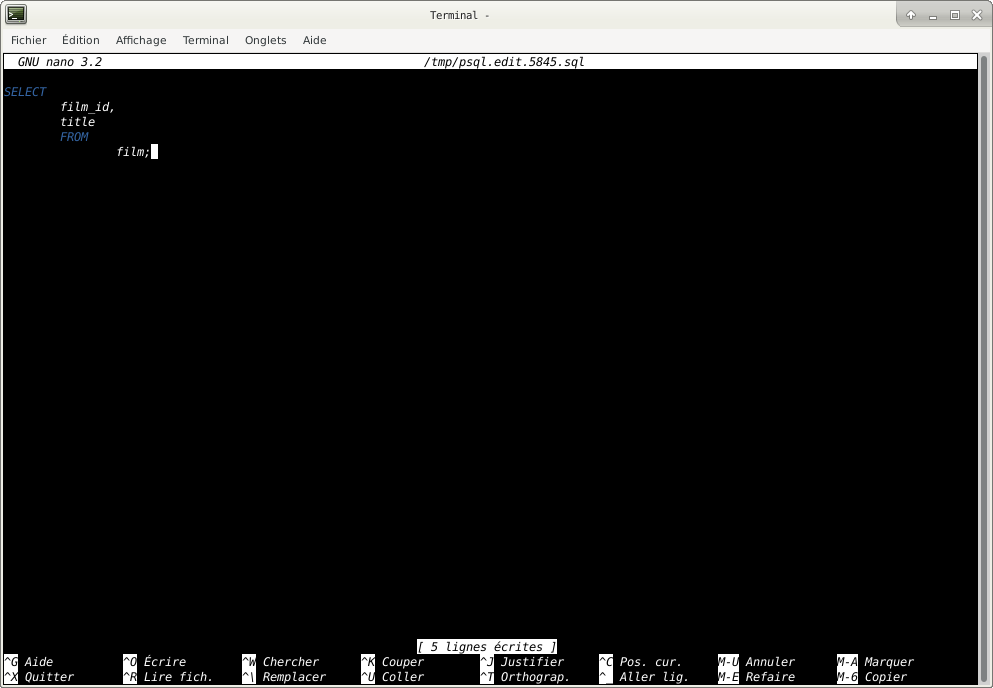 Terminal -
Fichier Édition Affichage Terminal Onglets Aide
GNU nano 3.2 /tmp/psql.edit.5845.sql
SELECT
film_id,
title
FROM
film;
[ 5 lignes écrites ]
^G Aide ^O Écrire ^W Chercher ^K Couper ^J Justifier ^C Pos. cur. M-U Annuler M-A Marquer
^X Quitter ^R Lire fich. ^\ Remplacer ^U Coller ^T Orthograp. ^_ Aller lig. M-E Refaire M-6 Copier